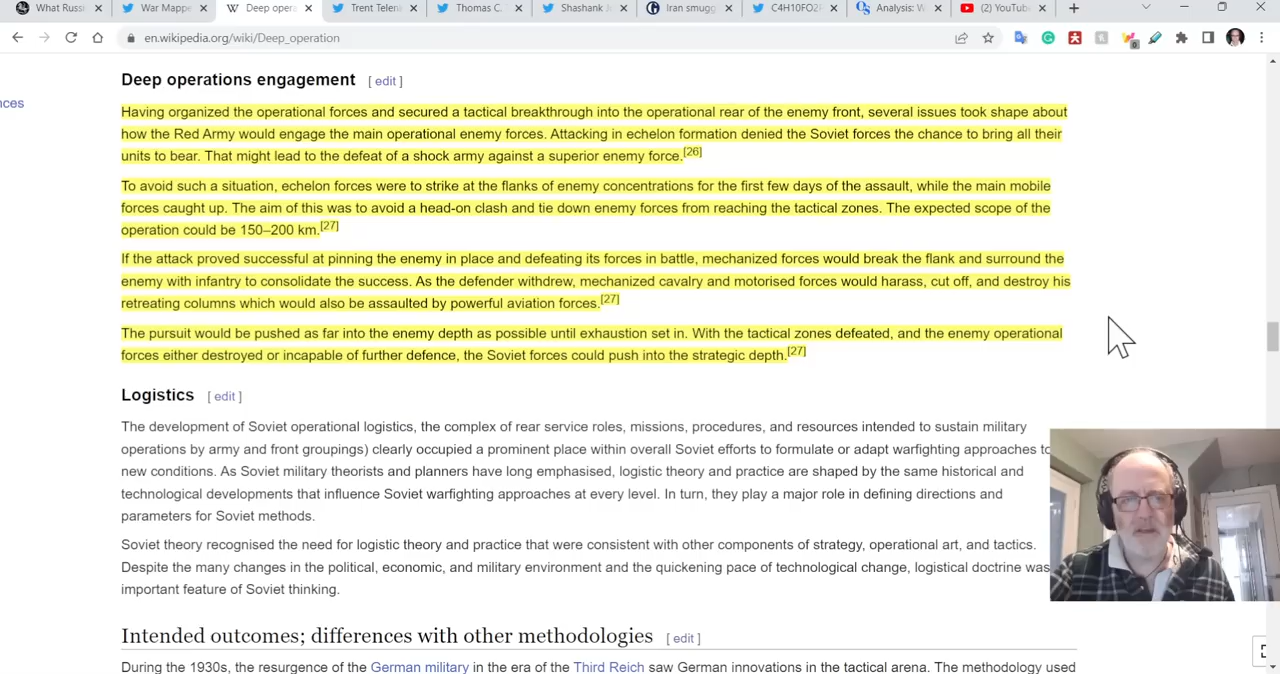 What Russi
War Mappe
Deep opera
Trent Telen
Thomas C.
Shashank J
Iran smugg
C4H10FO2P
Analysis: W
(2) YouTub
en.wikipedia.org/wiki/Deep_operation
nces
Deep operations engagement [ edit ]
Having organized the operational forces and secured a tactical breakthrough into the operational rear of the enemy front, several issues took shape about
how the Red Army would engage the main operational enemy forces. Attacking in echelon formation denied the Soviet forces the chance to bring all their
units to bear. That might lead to the defeat of a shock army against a superior enemy force.[26]
To avoid such a situation, echelon forces were to strike at the flanks of enemy concentrations for the first few days of the assault, while the main mobile
forces caught up. The aim of this was to avoid a head-on clash and tie down enemy forces from reaching the tactical zones. The expected scope of the
operation could be 150–200 km.[27]
If the attack proved successful at pinning the enemy in place and defeating its forces in battle, mechanized forces would break the flank and surround the
enemy with infantry to consolidate the success. As the defender withdrew, mechanized cavalry and motorised forces would harass, cut off, and destroy his
retreating columns which would also be assaulted by powerful aviation forces.[27]
The pursuit would be pushed as far into the enemy depth as possible until exhaustion set in. With the tactical zones defeated, and the enemy operational
forces either destroyed or incapable of further defence, the Soviet forces could push into the strategic depth.[27]
Logistics [ edit ]
The development of Soviet operational logistics, the complex of rear service roles, missions, procedures, and resources intended to sustain military
operations by army and front groupings) clearly occupied a prominent place within overall Soviet efforts to formulate or adapt warfighting approaches to
new conditions. As Soviet military theorists and planners have long emphasised, logistic theory and practice are shaped by the same historical and
technological developments that influence Soviet warfighting approaches at every level. In turn, they play a major role in defining directions and
parameters for Soviet methods.
Soviet theory recognised the need for logistic theory and practice that were consistent with other components of strategy, operational art, and tactics.
Despite the many changes in the political, economic, and military environment and the quickening pace of technological change, logistical doctrine was
important feature of Soviet thinking.
Intended outcomes; differences with other methodologies [ edit ]
During the 1930s, the resurgence of the German military in the era of the Third Reich saw German innovations in the tactical arena. The methodology used